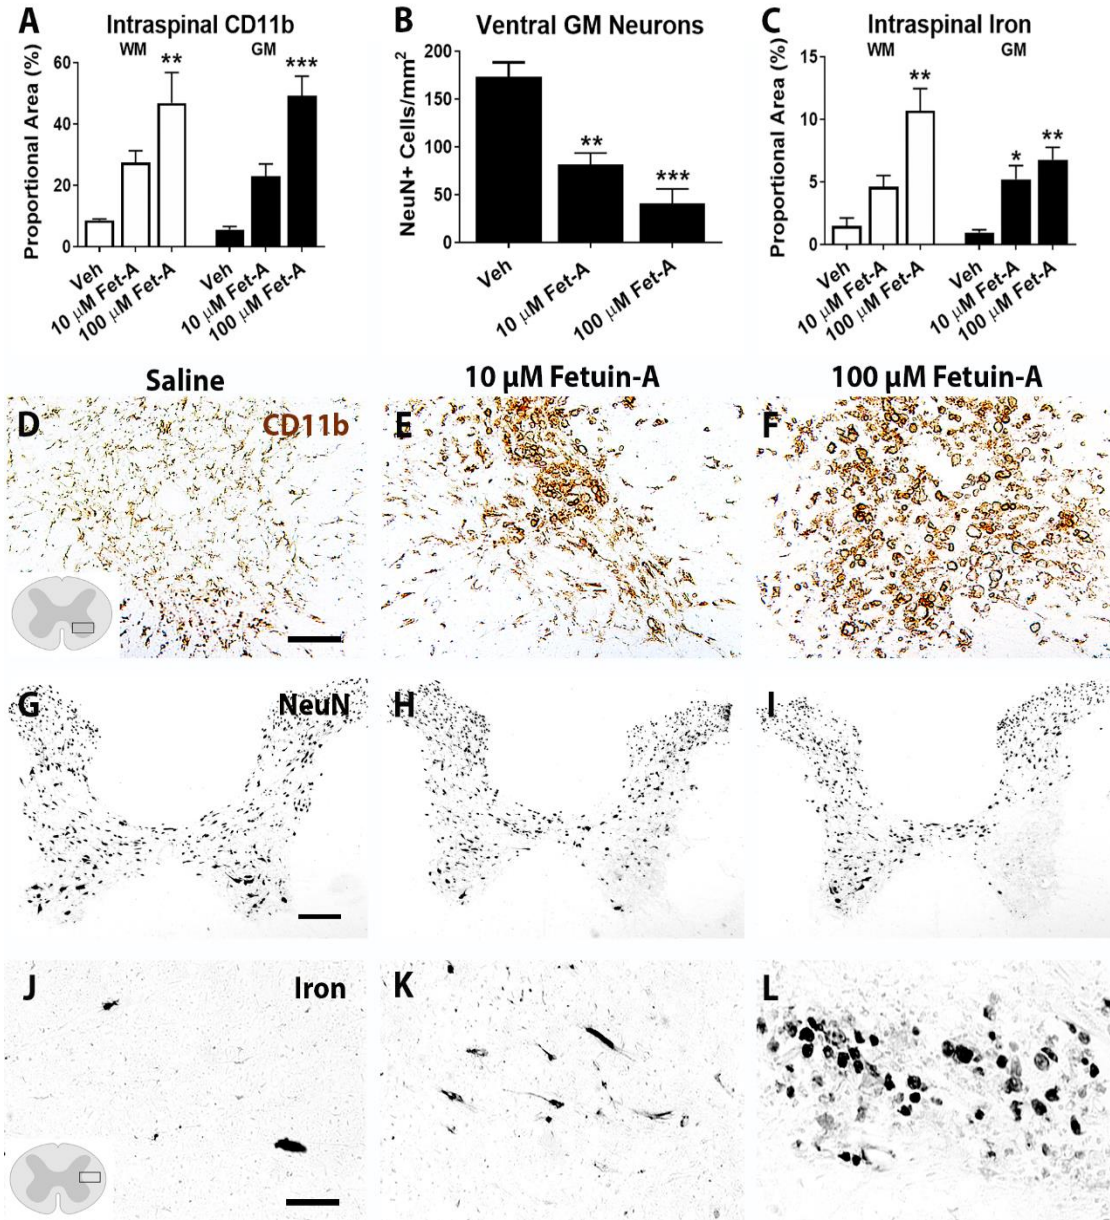 A
Intraspinal CD11b
WM
GM
Proportional Area (%)
60
40
20
0
**
***
Veh
10 μM Fet-A
100 μM Fet-A
Veh
10 μM Fet-A
100 μM Fet-A
B
Ventral GM Neurons
NeuN+ Cells/mm²
200
150
100
50
0
**
***
Veh
10 μM Fet-A
100 μM Fet-A
C
Intraspinal Iron
WM
GM
Proportional Area (%)
15
10
5
0
**
*
**
Veh
10 μM Fet-A
100 μM Fet-A
Veh
10 μM Fet-A
100 μM Fet-A
Saline
10 μM Fetuin-A
100 μM Fetuin-A
D
CD11b
E
F
G
NeuN
H
I
J
Iron
K
L